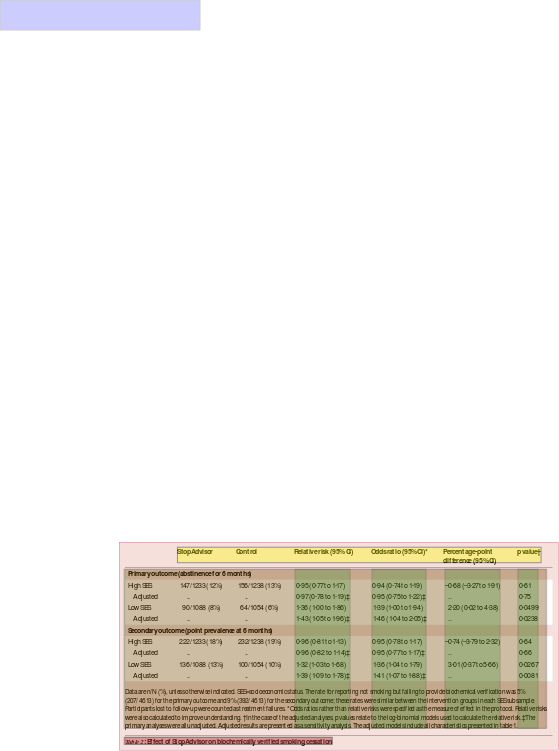 StopAdvisor Control Relative risk (95% CI) Odds ratio (95% CI)* Percentage-point difference (95% CI) p value†
Primary outcome (abstinence for 6 months)
High SES 147/1233 (12%) 156/1238 (13%) 0·95 (0·77 to 1·17) 0·94 (0·74 to 1·19) −0·68 (−3·27 to 1·91) 0·61
Adjusted .. .. 0·97 (0·78 to 1·19)‡ 0·95 (0·75 to 1·22)‡ .. 0·75
Low SES 90/1088 (8%) 64/1054 (6%) 1·36 (1·00 to 1·86) 1·39 (1·00 to 1·94) 2·20 (0·02 to 4·38) 0·0499
Adjusted .. .. 1·43 (1·05 to 1·96)‡ 1·46 (1·04 to 2·05)‡ .. 0·0238
Secondary outcome (point prevalence at 6 months)
High SES 222/1233 (18%) 232/1238 (19%) 0·96 (0·81 to 1·13) 0·95 (0·78 to 1·17) −0·74 (−3·79 to 2·32) 0·64
Adjusted .. .. 0·96 (0·82 to 1·14)‡ 0·95 (0·77 to 1·17)‡ .. 0·66
Low SES 136/1088 (13%) 100/1054 (10%) 1·32 (1·03 to 1·68) 1·36 (1·04 to 1·79) 3·01 (0·37 to 5·66) 0·0267
Adjusted .. .. 1·39 (1·09 to 1·78)‡ 1·41 (1·07 to 1·88)‡ .. 0·0081
Data are n/N (%), unless otherwise indicated. SES=socioeconomic status. The rate for reporting not smoking but failing to provide biochemical verification was 5%
(207/4613) for the primary outcome and 9% (392/4613) for the secondary outcome; these rates were similar between the intervention groups in each SES subsample.
Participants lost to follow-up were counted as treatment failures. *Odds ratios rather than relative risks were specified as the measure of effect in the protocol. Relative risks
were also calculated to improve understanding. †In the case of the adjusted analyses, p values relate to the log-binomial models used to calculate the relative risk. ‡The
primary analyses were all unadjusted. Adjusted results are presented as a sensitivity analysis. The adjusted models include all characteristics presented in table 1.
Table 2: Effect of StopAdvisor on biochemically verified smoking cessation